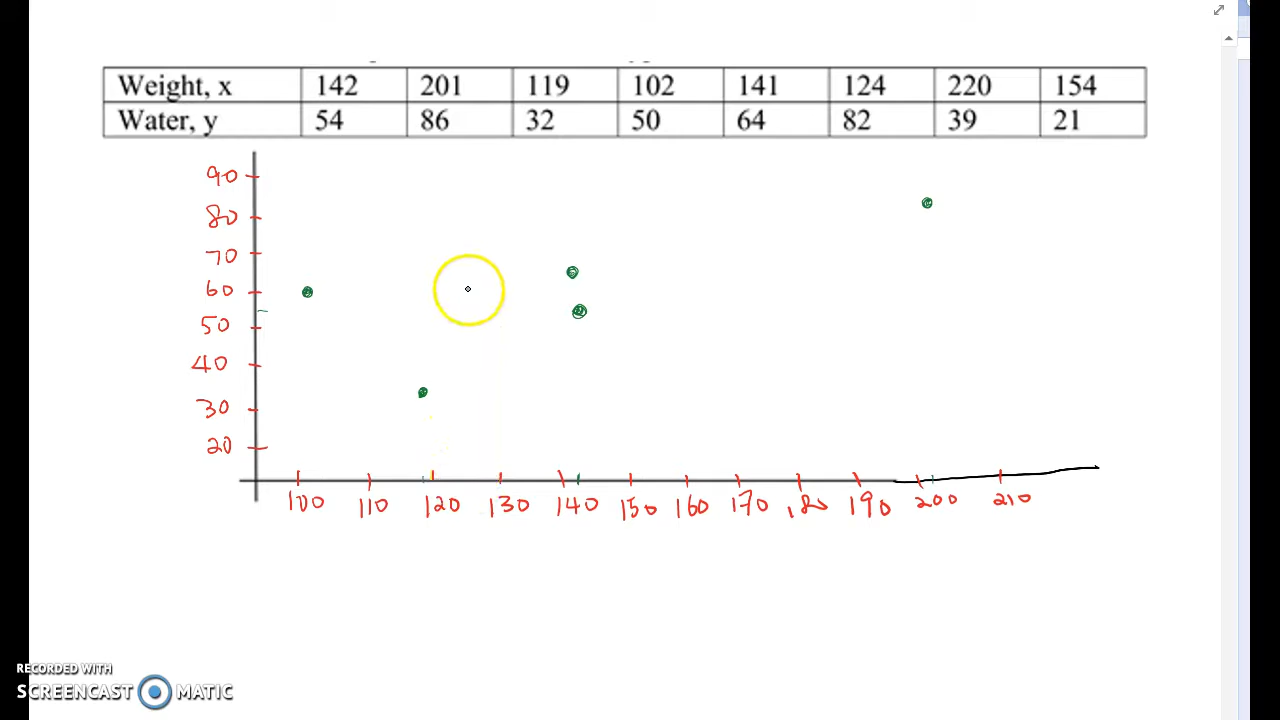 Weight, x 142 201 119 102 141 124 220 154
Water, y 54 86 32 50 64 82 39 21
90
80
70
60
50
40
30
20
100 110 120 130 140 150 160 170 180 190 200 210
RECORDED WITH
SCREENCAST MATIC